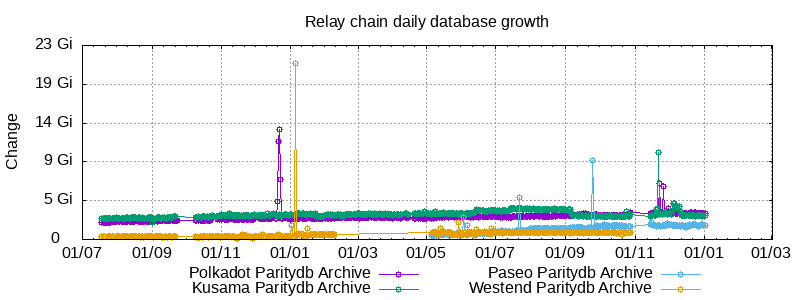 Relay chain daily database growth
Change
23 Gi
19 Gi
14 Gi
9 Gi
5 Gi
0
01/07 01/09 01/11 01/01 01/03 01/05 01/07 01/09 01/11 01/01 01/03
Polkadot Paritydb Archive Paseo Paritydb Archive
Kusama Paritydb Archive Westend Paritydb Archive